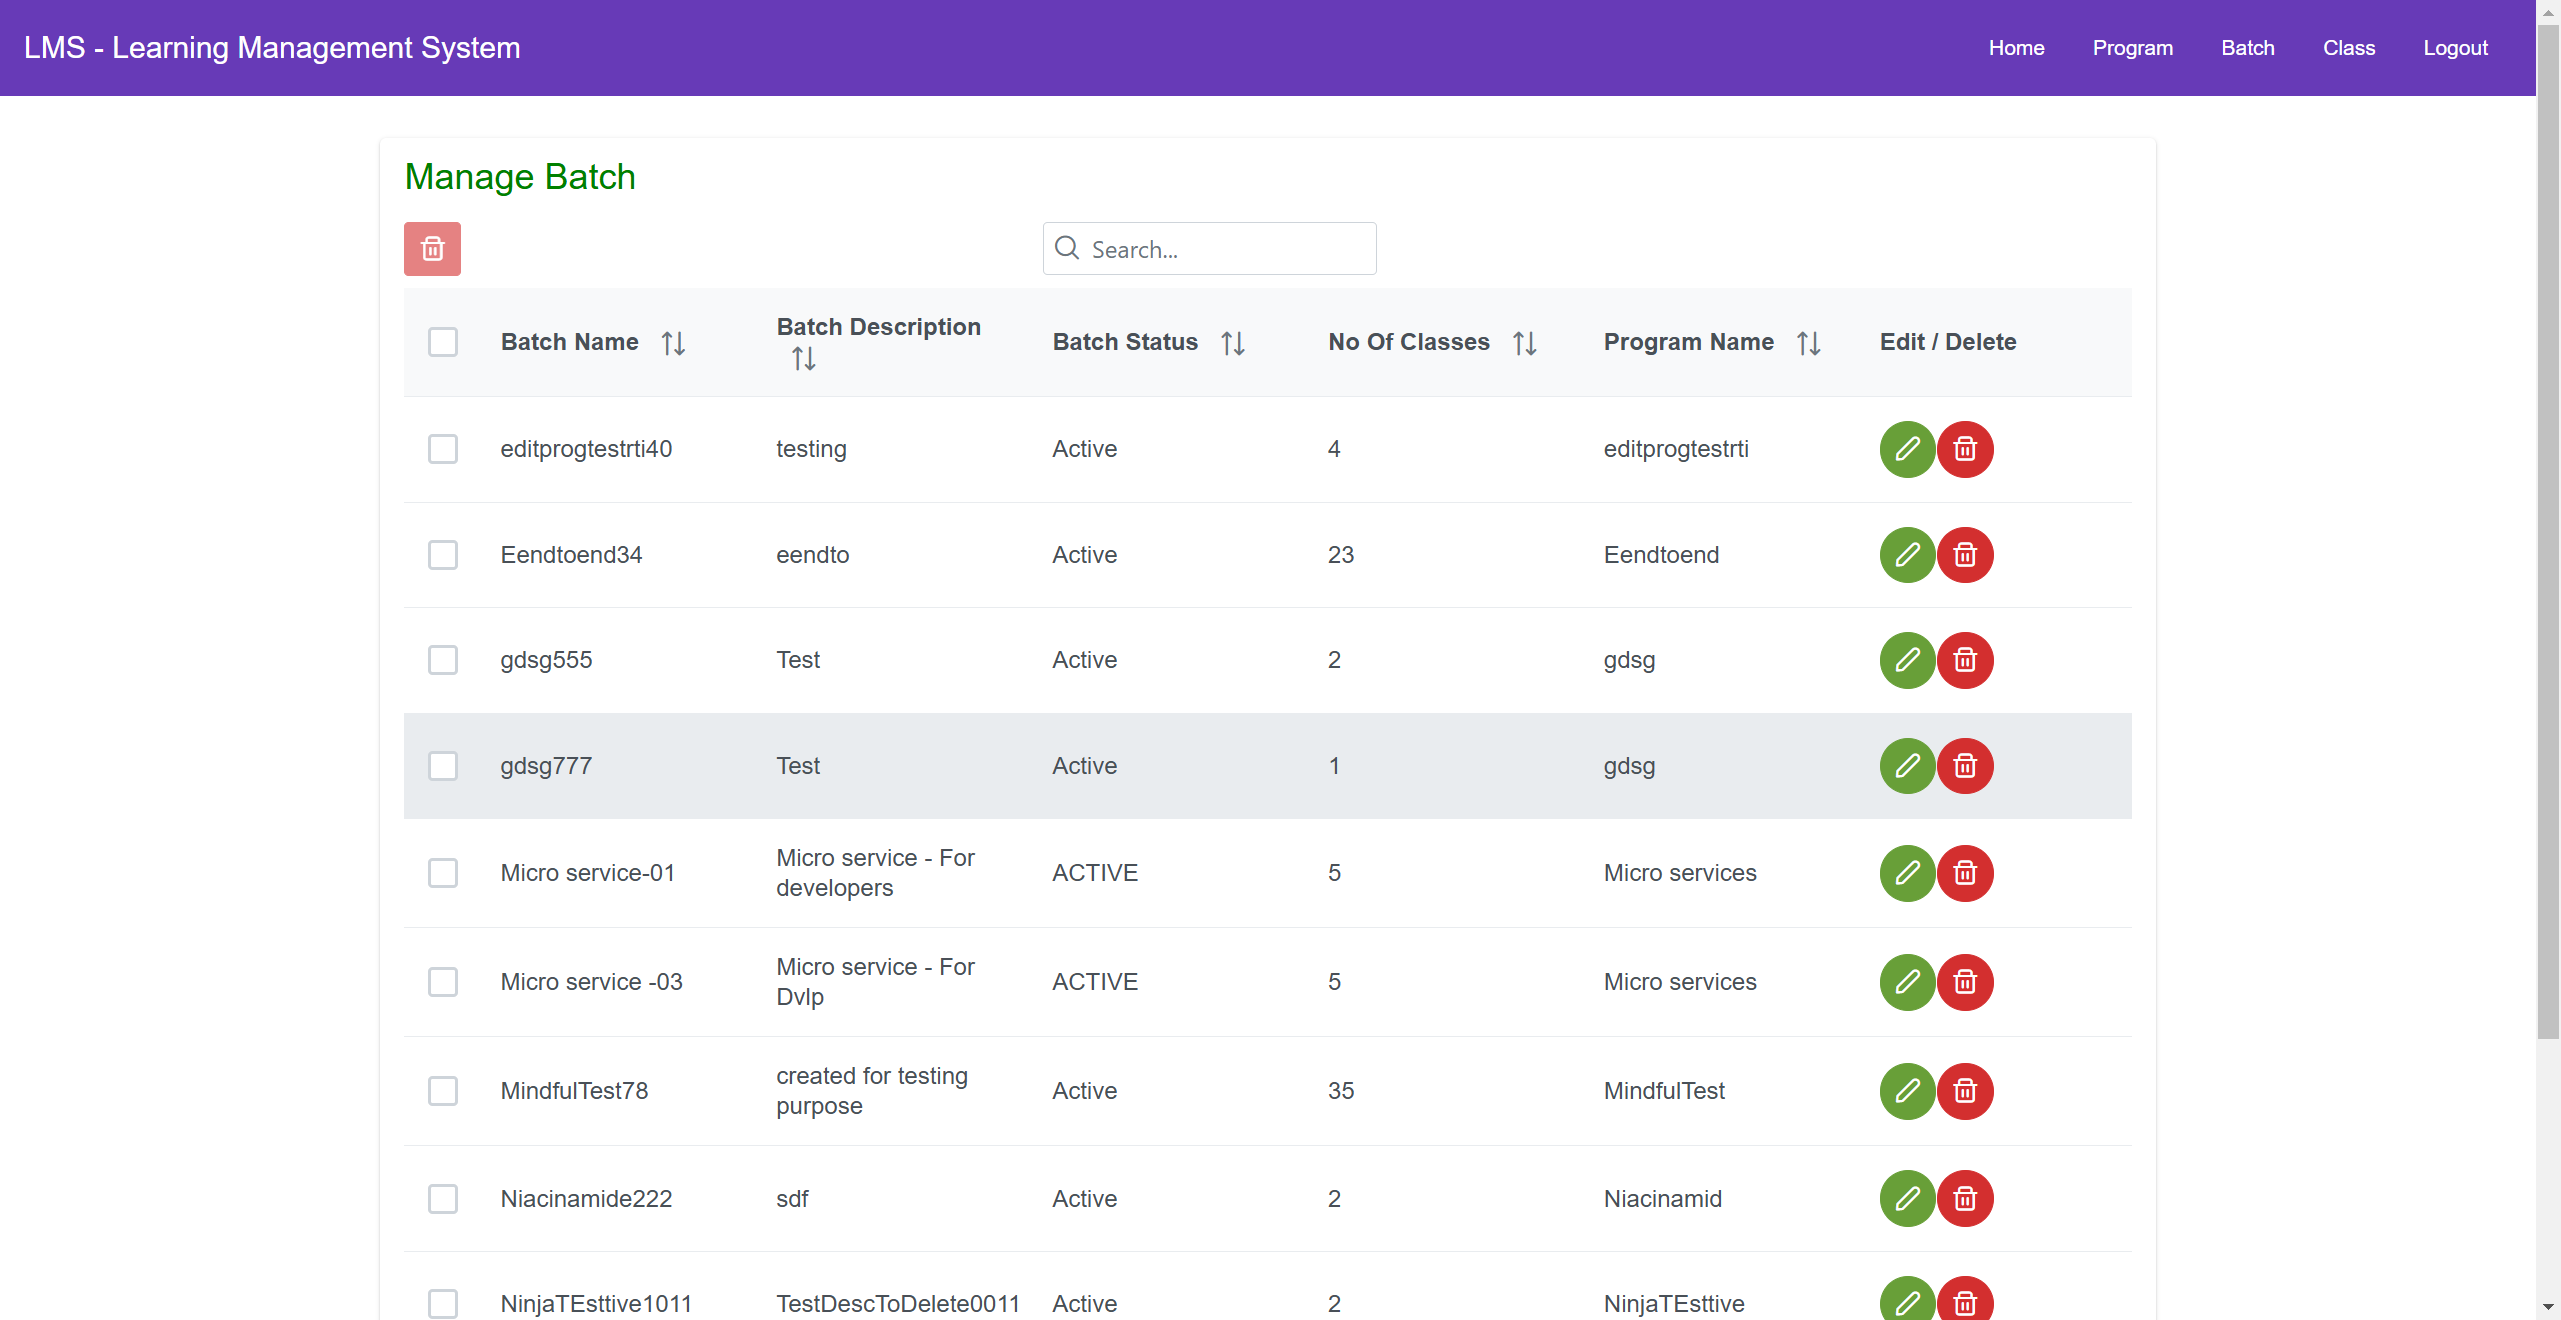 LMS - Learning Management System
Home Program Batch Class Logout
Manage Batch
Search...
Batch Name Batch Description Batch Status No Of Classes Program Name Edit / Delete
editprogtestrti40 testing Active 4 editprogtestrti
Eendtoend34 eendto Active 23 Eendtoend
gdsg555 Test Active 2 gdsg
gdsg777 Test Active 1 gdsg
Micro service-01 Micro service - For developers ACTIVE 5 Micro services
Micro service -03 Micro service - For Dvlp ACTIVE 5 Micro services
MindfulTest78 created for testing purpose Active 35 MindfulTest
Niacinamide222 sdf Active 2 Niacinamid
NinjaTEsttive1011 TestDescToDelete0011 Active 2 NinjaTEsttive